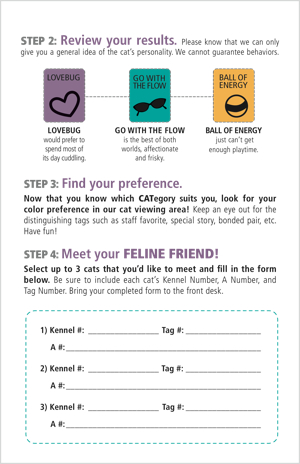 STEP 2: Review your results. Please know that we can only
give you a general idea of the cat's personality. We cannot guarantee behaviors.
LOVEBUG
GO WITH
THE FLOW
BALL OF
ENERGY
LOVEBUG
would prefer to
spend most of
its day cuddling.
GO WITH THE FLOW
is the best of both
worlds, affectionate
and frisky.
BALL OF ENERGY
just can't get
enough playtime.
STEP 3: Find your preference.
Now that you know which CATegory suits you, look for your
color preference in our cat viewing area! Keep an eye out for the
distinguishing tags such as staff favorite, special story, bonded pair, etc.
Have fun!
STEP 4: Meet your FELINE FRIEND!
Select up to 3 cats that you'd like to meet and fill in the form
below. Be sure to include each cat's Kennel Number, A Number, and
Tag Number. Bring your completed form to the front desk.
1) Kennel #: ________________ Tag #: ________________
A #: ________________
2) Kennel #: ________________ Tag #: ________________
A #: ________________
3) Kennel #: ________________ Tag #: ________________
A #: ________________